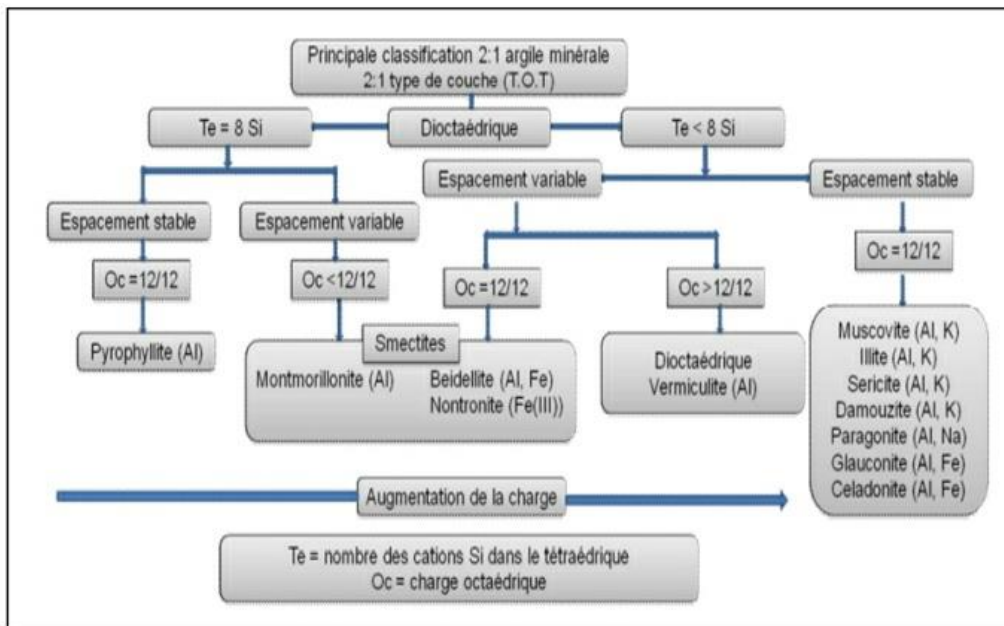 Principale classification 2:1 argile minérale
2:1 type de couche (T.O.T)
Te = 8 Si
Dioctaédrique
Te < 8 Si
Espacement variable
Espacement stable
Espacement stable
Espacement variable
Oc =12/12
Oc =12/12
Oc <12/12
Oc =12/12
Oc >12/12
Pyrophyllite (Al)
Smectites
Montmorillonite (Al)
Beidellite (Al, Fe)
Nontronite (Fe(III))
Dioctaédrique
Vermiculite (Al)
Muscovite (Al, K)
Illite (Al, K)
Sericite (Al, K)
Damouzite (Al, K)
Paragonite (Al, Na)
Glauconite (Al, Fe)
Celadonite (Al, Fe)
Augmentation de la charge
Te = nombre des cations Si dans le tétraédrique
Oc = charge octaédrique